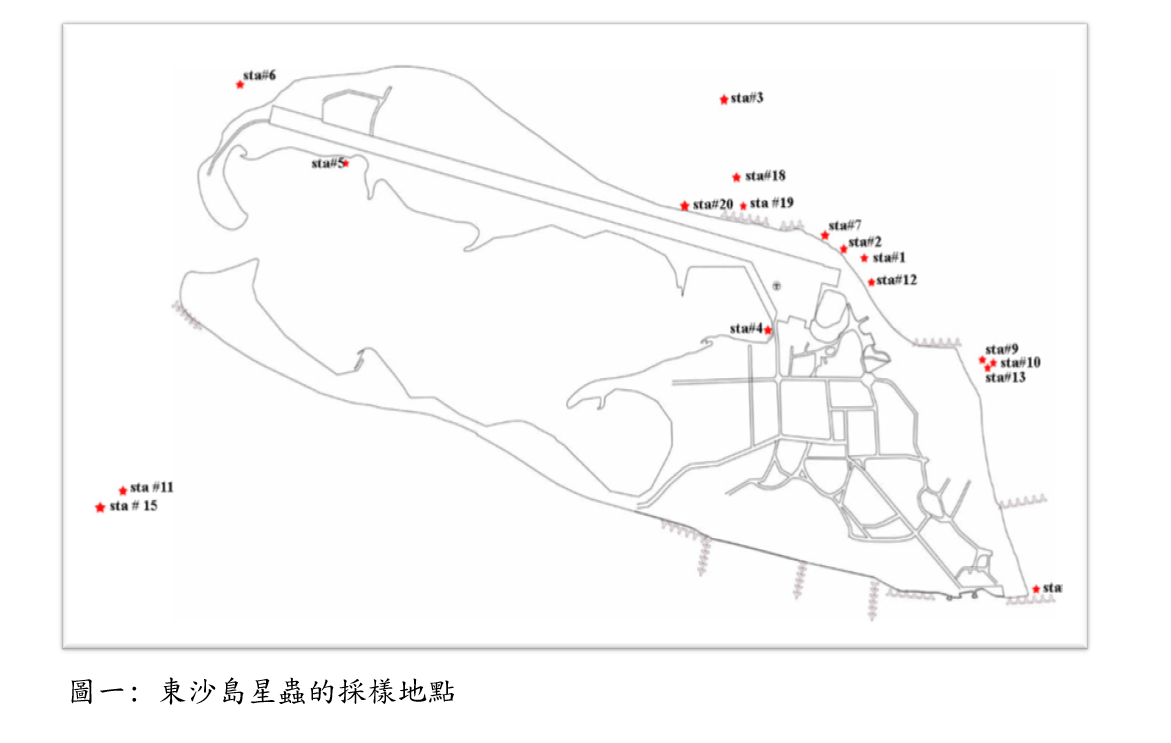 sta#6
sta#3
sta#5
sta#18
sta#20
sta #19
sta#7
sta#2
sta#1
sta#12
sta#4
sta#9
sta#10
sta#13
sta #11
sta # 15
sta
圖一: 東沙島星蟲的採樣地點